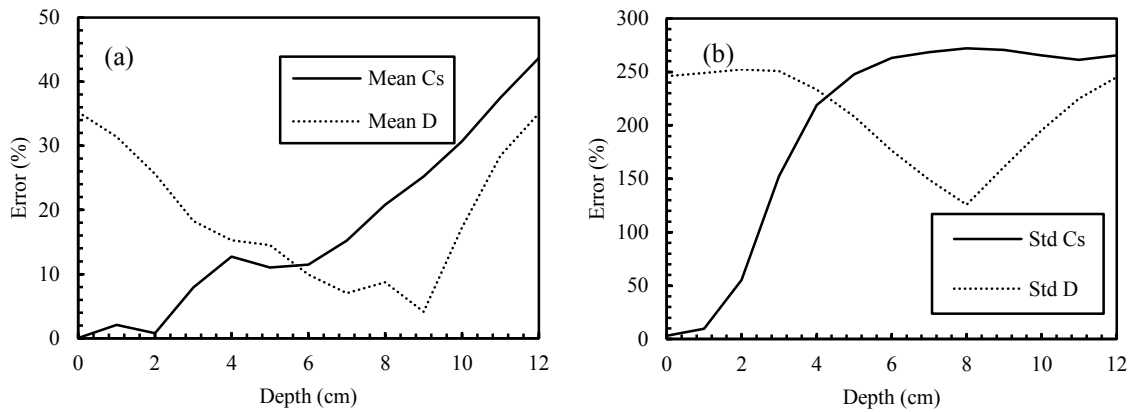 50
40
30
20
10
0
Error (%)
(a)
Mean Cs
Mean D
0 2 4 6 8 10 12
Depth (cm)
300
250
200
150
100
50
0
Error (%)
(b)
Std Cs
Std D
0 2 4 6 8 10 12
Depth (cm)